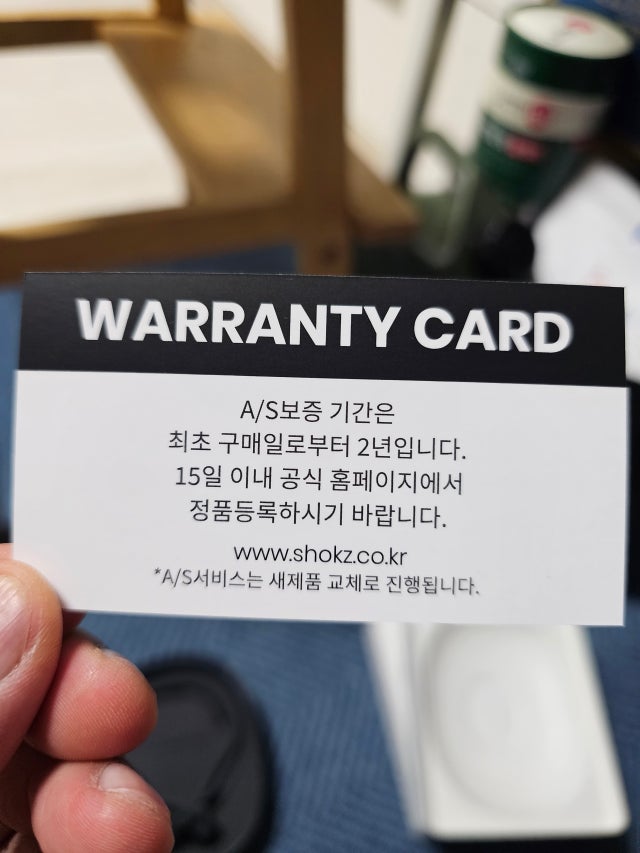 WARRANTY CARD
A/S보증 기간은
최초 구매일로부터 2년입니다.
15일 이내 공식 홈페이지에서
정품등록하시기 바랍니다.
www.shokz.co.kr
*A/S서비스는 새제품 교체로 진행됩니다.